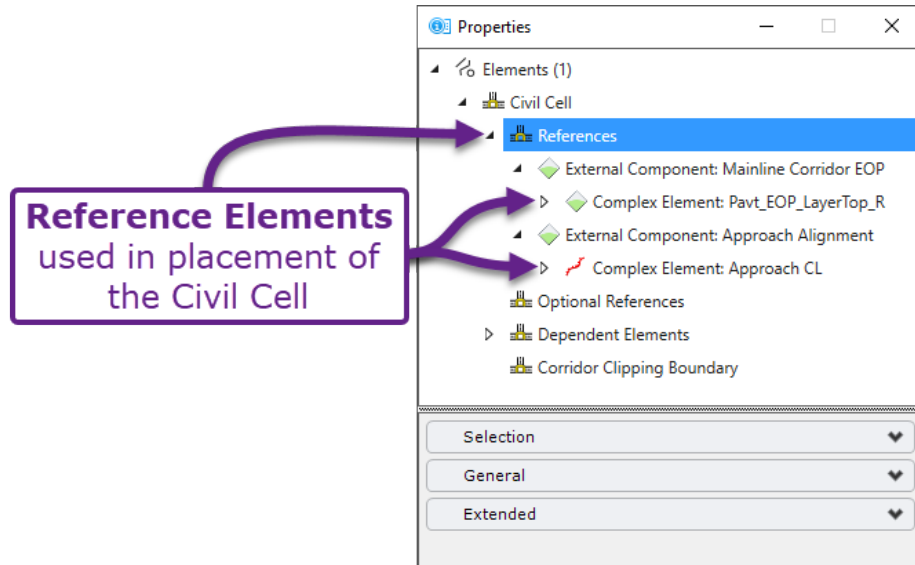 Properties
Elements (1)
Civil Cell
References
External Component: Mainline Corridor EOP
Complex Element: Pavt_EOP_LayerTop_R
External Component: Approach Alignment
Complex Element: Approach CL
Optional References
Dependent Elements
Corridor Clipping Boundary
Reference Elements
used in placement of
the Civil Cell
Selection
General
Extended